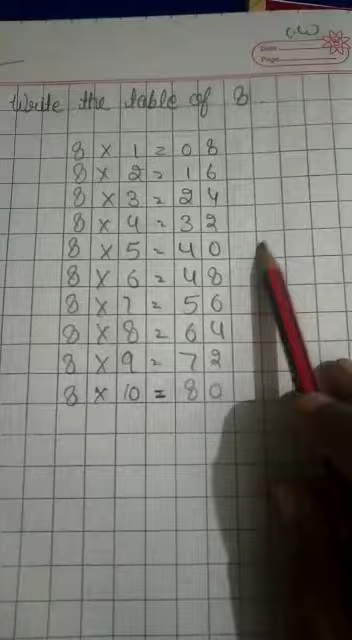 C.W
Date
Page
Write the table of 8
8 × 1 = 08
8 × 2 = 16
8 × 3 = 24
8 × 4 = 32
8 × 5 = 40
8 × 6 = 48
8 × 7 = 56
8 × 8 = 64
8 × 9 = 72
8 × 10 = 80